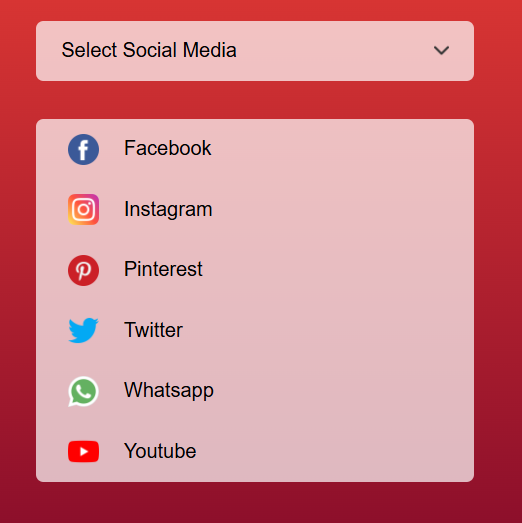 Select Social Media
Facebook
Instagram
Pinterest
Twitter
Whatsapp
Youtube